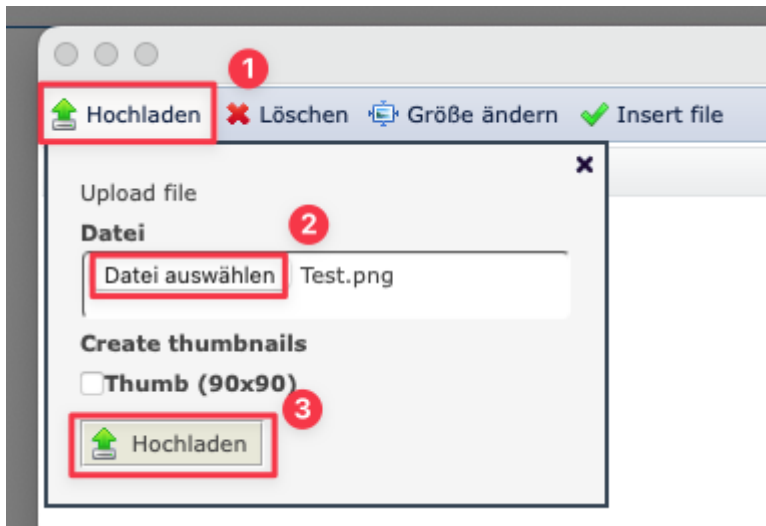 1
Hochladen Löschen Größe ändern Insert file
Upload file
2
Datei
Datei auswählen Test.png
Create thumbnails
Thumb (90x90)
3
Hochladen